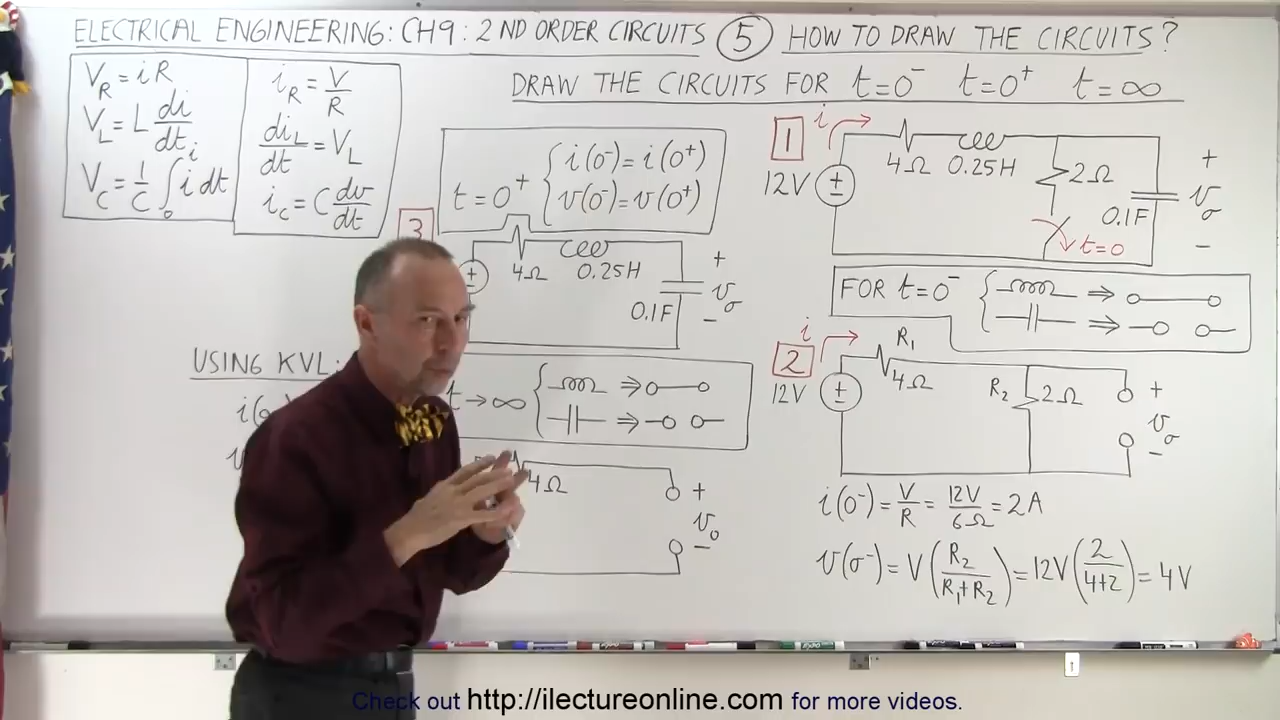 ELECTRICAL ENGINEERING: CH9: 2 ND ORDER CIRCUITS 5 HOW TO DRAW THE CIRCUITS?
DRAW THE CIRCUITS FOR t=0⁻ t=0⁺ t=∞
V_R = iR
V_L = L di/dt
V_C = 1/C ∫₀ⁱ i dt
i_R = V/R
di_L/dt = V_L
i_C = C dv/dt
t=0⁺ { i(0⁻)=i(0⁺)
v(0⁻)=v(0⁺)
3
4Ω 0.25H
0.1F
+ v₀ −
USING KVL:
t→∞
4Ω
+ v₀ −
1
i
12V
4Ω 0.25H
2Ω
0.1F
t=0
+ v₀ −
FOR t=0⁻
2
i
12V
R₁
4Ω
R₂ 2Ω
+ v₀ −
i(0⁻) = V/R = 12V/6Ω = 2A
v(0⁻) = V(R₂/(R₁+R₂)) = 12V(2/(4+2)) = 4V
Check out http://ilectureonline.com for more videos.